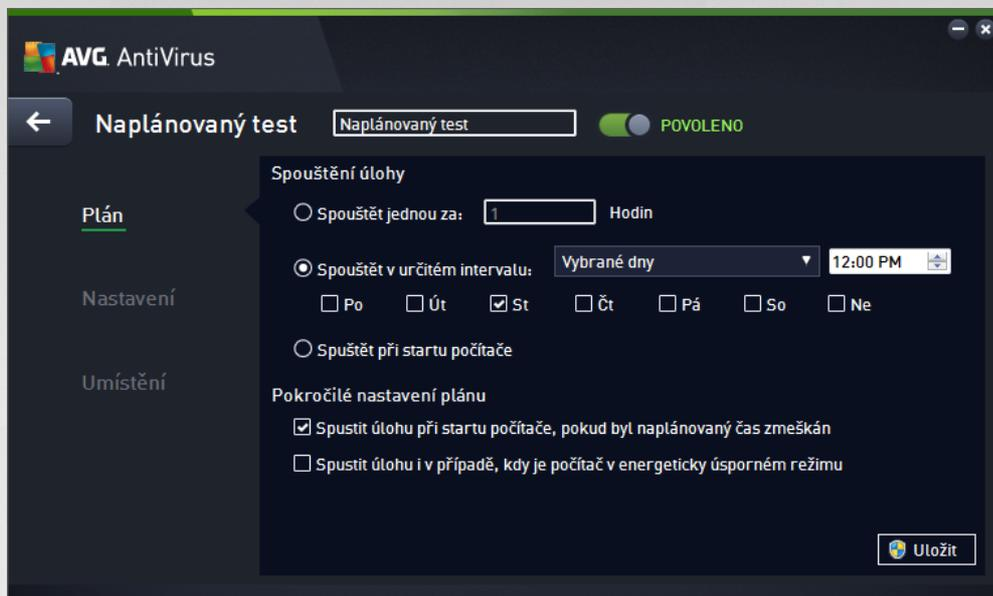 AVG. AntiVirus
Naplánovaný test Naplánovaný test POVOLENO
Spouštění úlohy
Plán
Spouštět jednou za: 1 Hodin
Spouštět v určitém intervalu: Vybrané dny 12:00 PM
Nastavení
Po Út St Čt Pá So Ne
Spuštět při startu počítače
Umístění
Pokročilé nastavení plánu
Spustit úlohu při startu počítače, pokud byl naplánovaný čas zmeškán
Spustit úlohu i v případě, kdy je počítač v energeticky úsporném režimu
Uložit